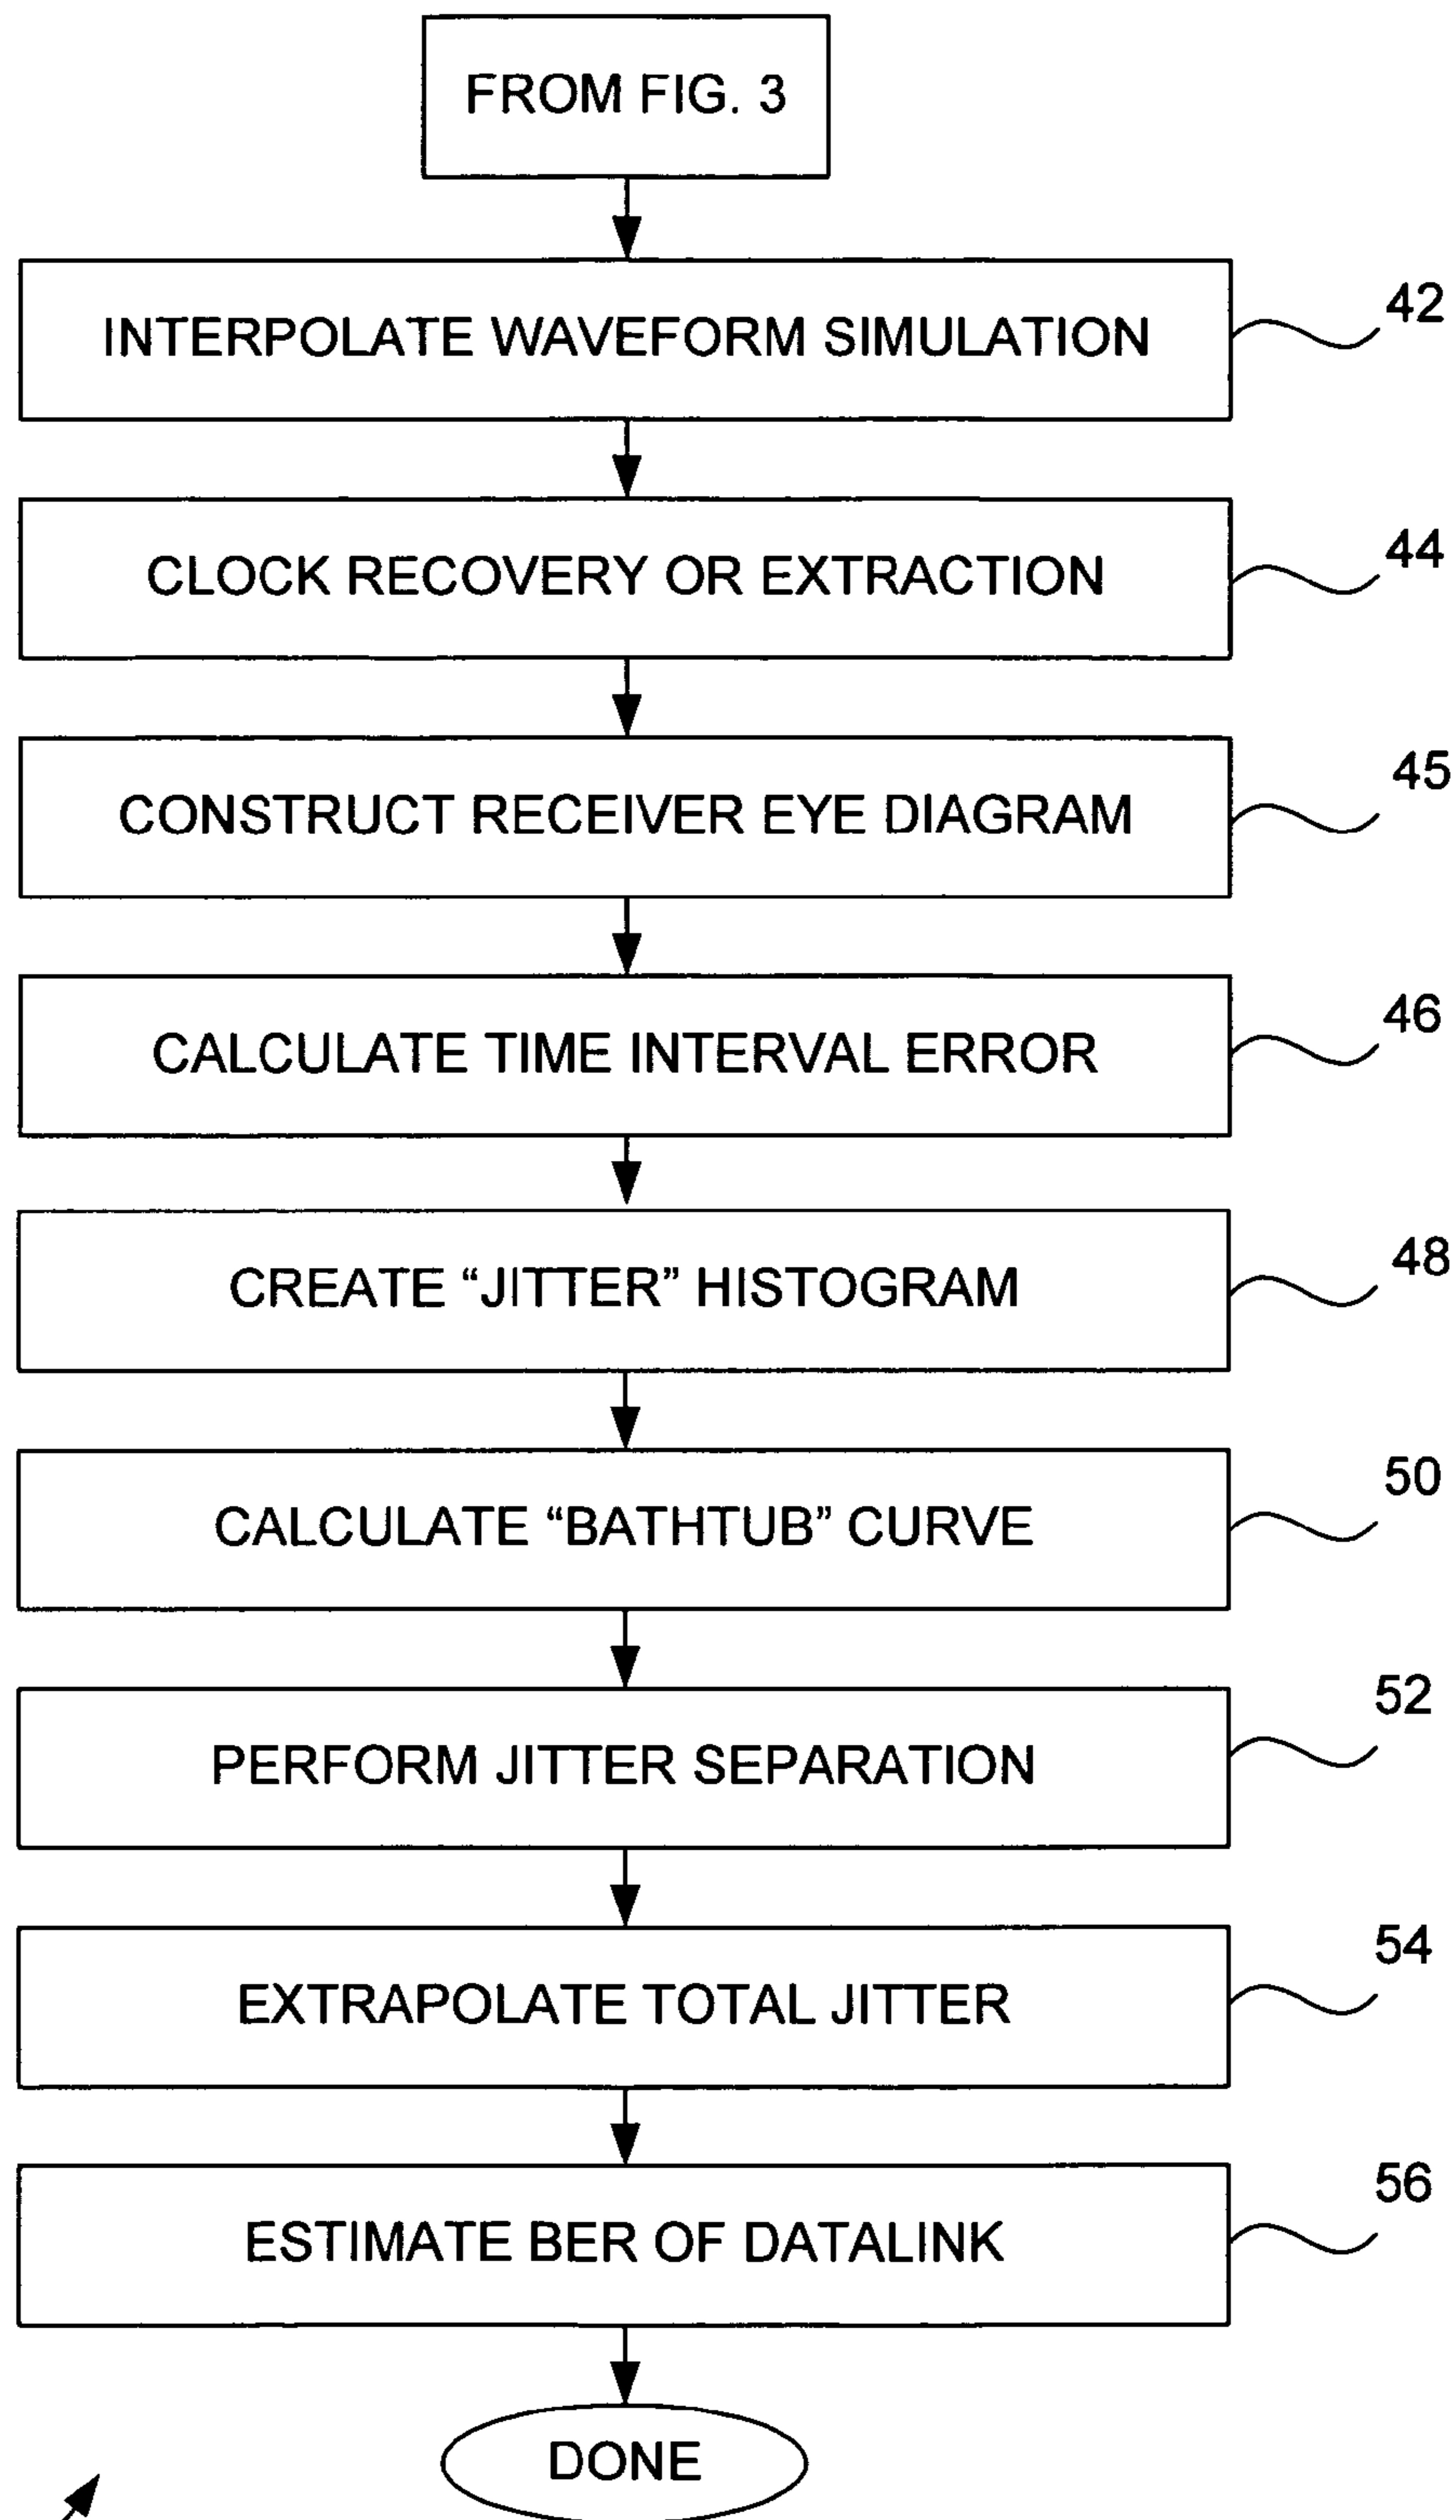 FROM FIG. 3
INTERPOLATE WAVEFORM SIMULATION
42
CLOCK RECOVERY OR EXTRACTION
44
CONSTRUCT RECEIVER EYE DIAGRAM
45
CALCULATE TIME INTERVAL ERROR
46
CREATE “JITTER” HISTOGRAM
48
CALCULATE “BATHTUB” CURVE
50
PERFORM JITTER SEPARATION
52
EXTRAPOLATE TOTAL JITTER
54
ESTIMATE BER OF DATALINK
56
DONE